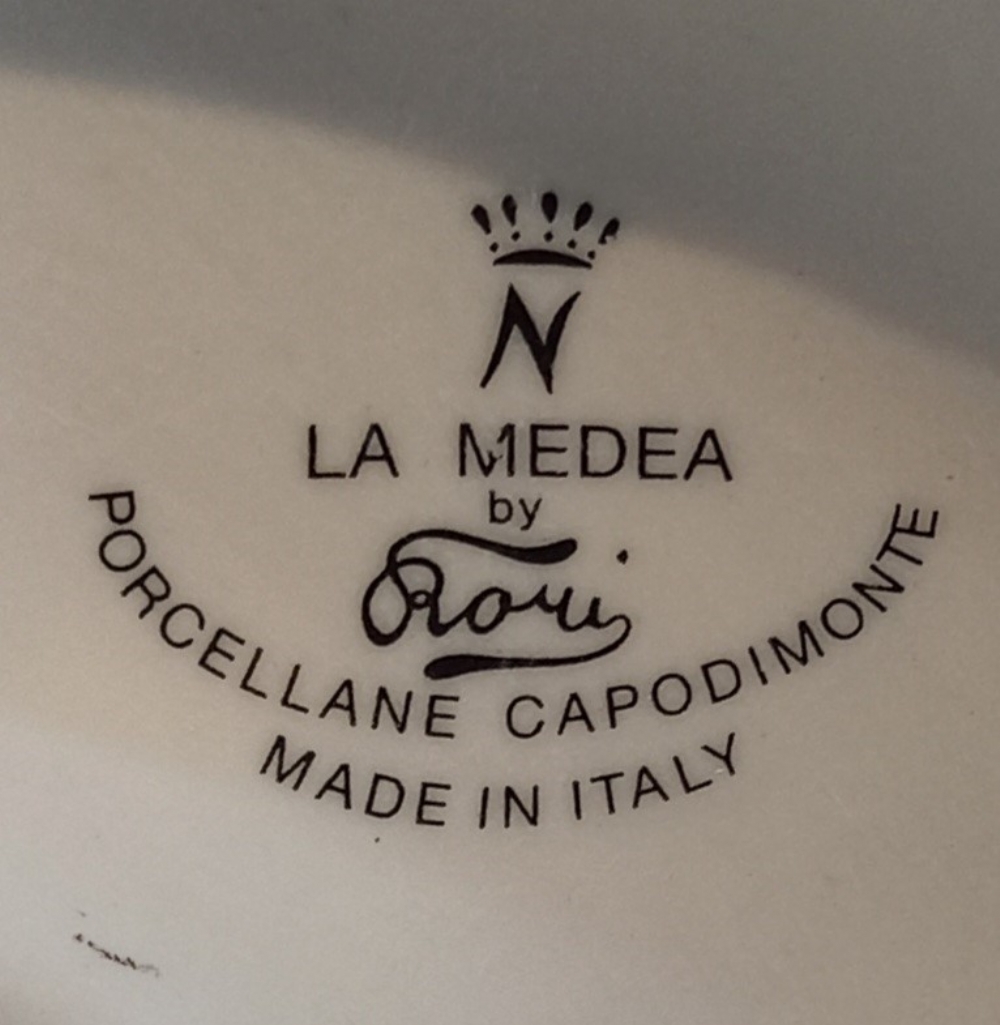 N
LA MEDEA
by
Rori
PORCELLANE CAPODIMONTE
MADE IN ITALY